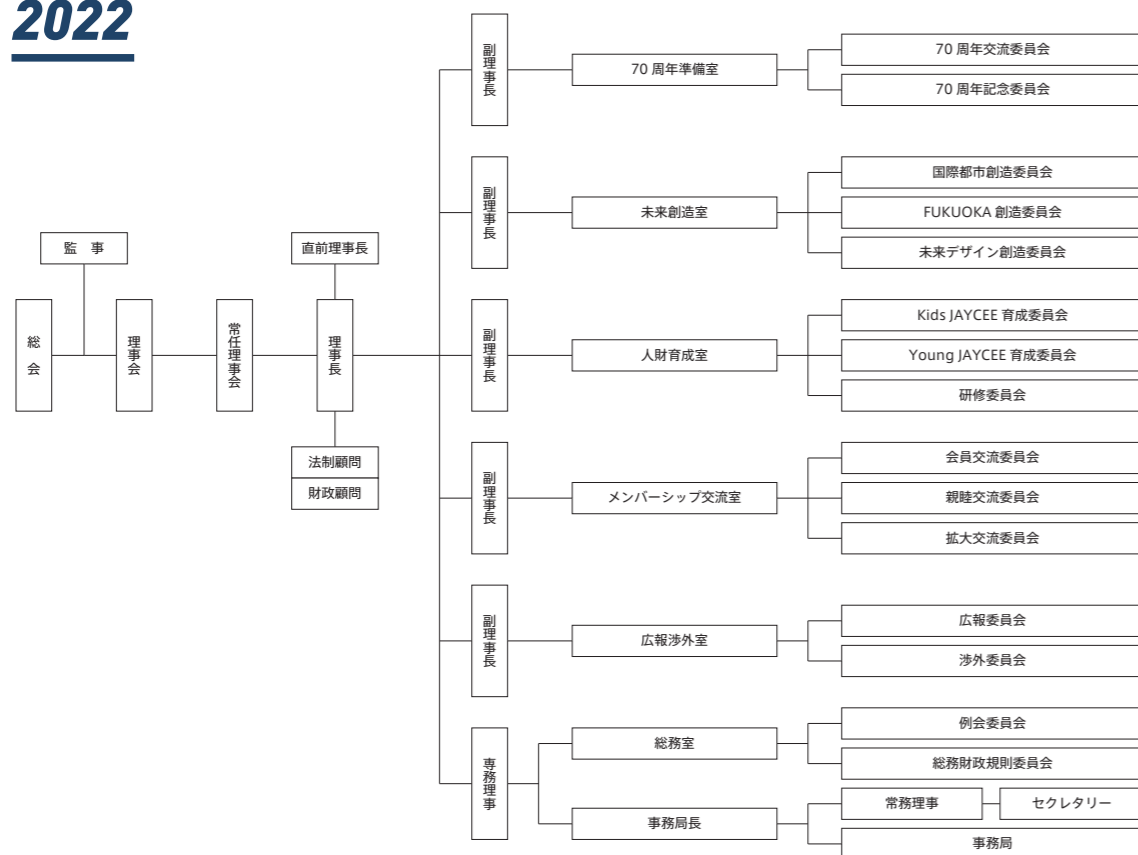 2022
監 事
総会
理事会
常任理事会
直前理事長
理事長
法制顧問
財政顧問
副理事長
70 周年準備室
70 周年交流委員会
70 周年記念委員会
副理事長
未来創造室
国際都市創造委員会
FUKUOKA 創造委員会
未来デザイン創造委員会
副理事長
人財育成室
Kids JAYCEE 育成委員会
Young JAYCEE 育成委員会
研修委員会
副理事長
メンバーシップ交流室
会員交流委員会
親睦交流委員会
拡大交流委員会
副理事長
広報渉外室
広報委員会
渉外委員会
専務理事
総務室
例会委員会
総務財政規則委員会
事務局長
常務理事
セクレタリー
事務局